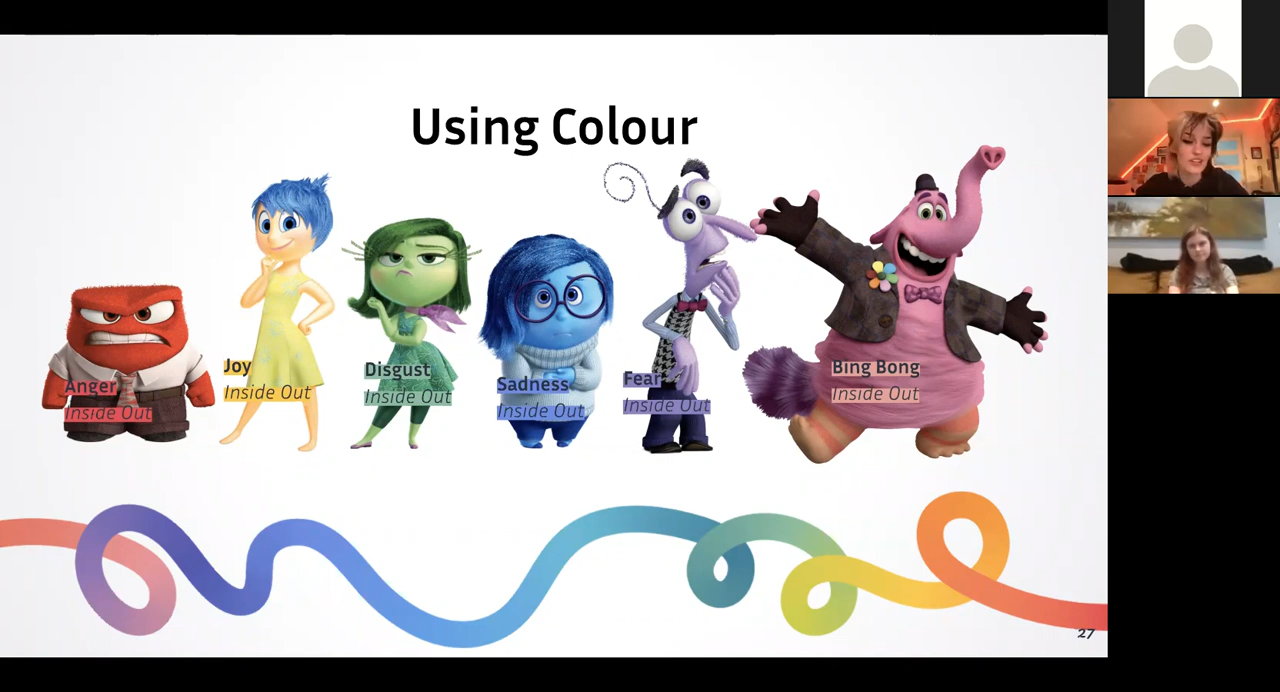 Using Colour
Anger
Inside Out
Joy
Inside Out
Disgust
Inside Out
Sadness
Inside Out
Fear
Inside Out
Bing Bong
Inside Out
27